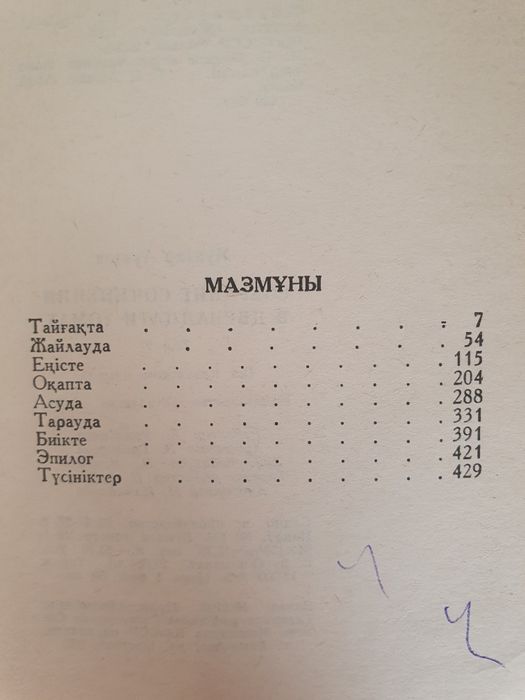 МАЗМҰНЫ
Тайғақта . . . . . . . . 7
Жайлауда . . . . . . . . 54
Еңісте . . . . . . . . . 115
Оқапта . . . . . . . . . 204
Асуда . . . . . . . . . 288
Тарауда . . . . . . . . . 331
Биікте . . . . . . . . . 391
Эпилог . . . . . . . . . 421
Түсініктер . . . . . . . . 429